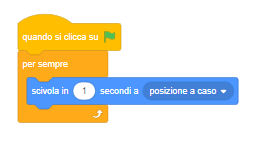 quando si clicca su
per sempre
scivola in 1 secondi a posizione a caso